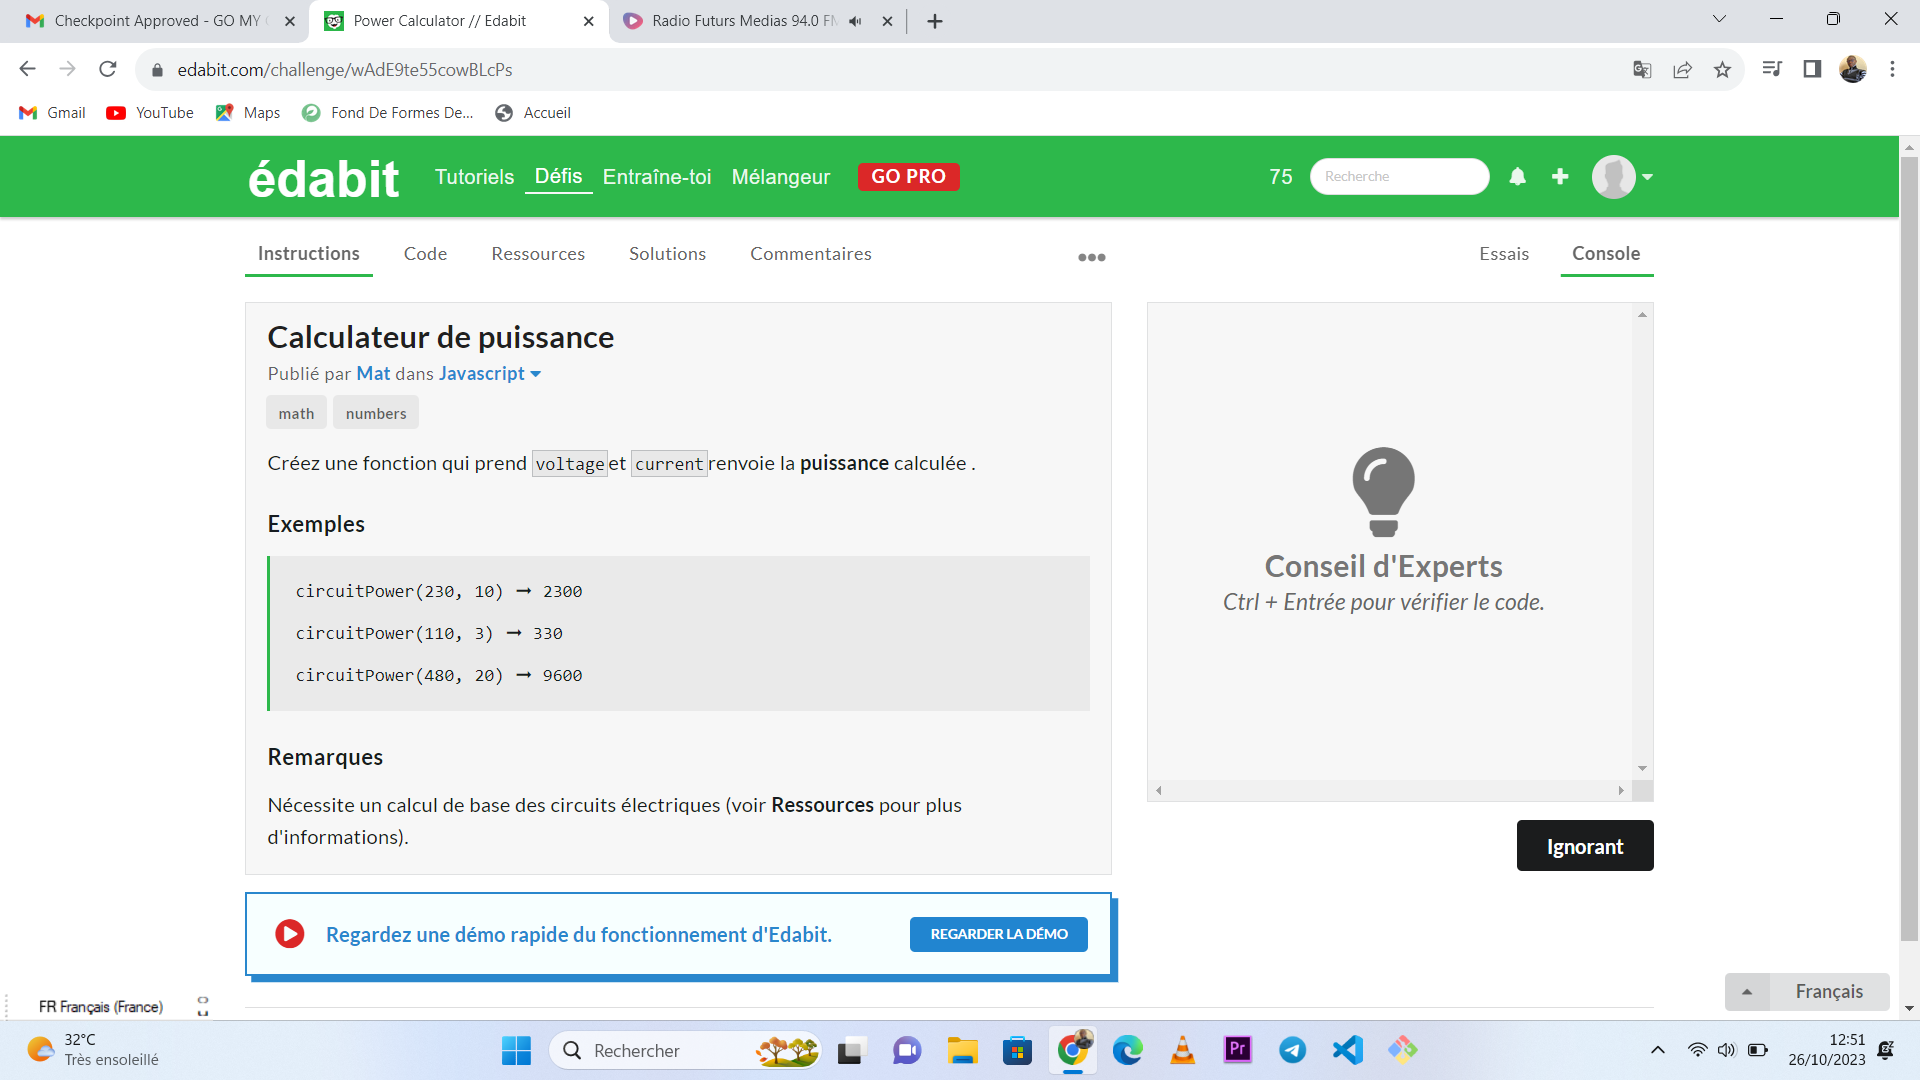 Checkpoint Approved - GO MY C
Power Calculator // Edabit
Radio Futurs Medias 94.0 FM
edabit.com/challenge/wAdE9te55cowBLcPs
Gmail
YouTube
Maps
Fond De Formes De...
Accueil
édabit
Tutoriels
Défis
Entraîne-toi
Mélangeur
GO PRO
75
Recherche
Instructions
Code
Ressources
Solutions
Commentaires
•••
Essais
Console
Calculateur de puissance
Publié par Mat dans Javascript
math
numbers
Créez une fonction qui prend voltage et current renvoie la puissance calculée .
Exemples
circuitPower(230, 10) ➞ 2300
circuitPower(110, 3) ➞ 330
circuitPower(480, 20) ➞ 9600
Remarques
Nécessite un calcul de base des circuits électriques (voir Ressources pour plus
d'informations).
Conseil d'Experts
Ctrl + Entrée pour vérifier le code.
Ignorant
Regardez une démo rapide du fonctionnement d'Edabit.
REGARDER LA DÉMO
Français
FR Français (France)
32°C
Très ensoleillé
Rechercher
Pr
12:51
26/10/2023